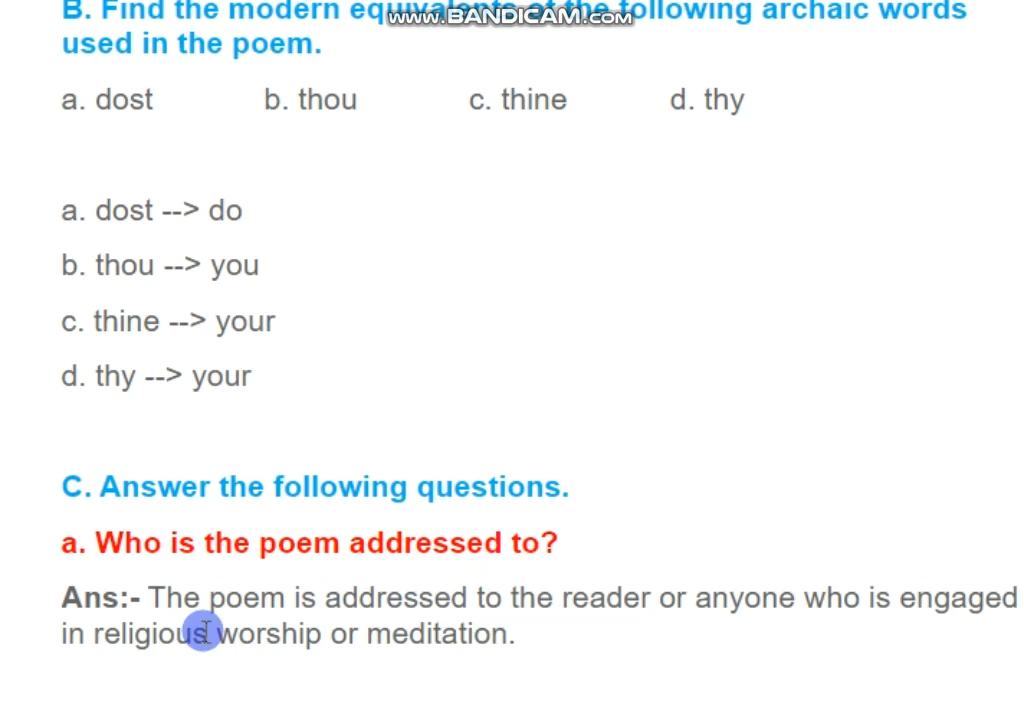 B. Find the modern equivalents of the following archaic words
www.BANDICAM.com
used in the poem.
a. dost b. thou c. thine d. thy
a. dost --> do
b. thou --> you
c. thine --> your
d. thy --> your
C. Answer the following questions.
a. Who is the poem addressed to?
Ans:- The poem is addressed to the reader or anyone who is engaged
in religious worship or meditation.